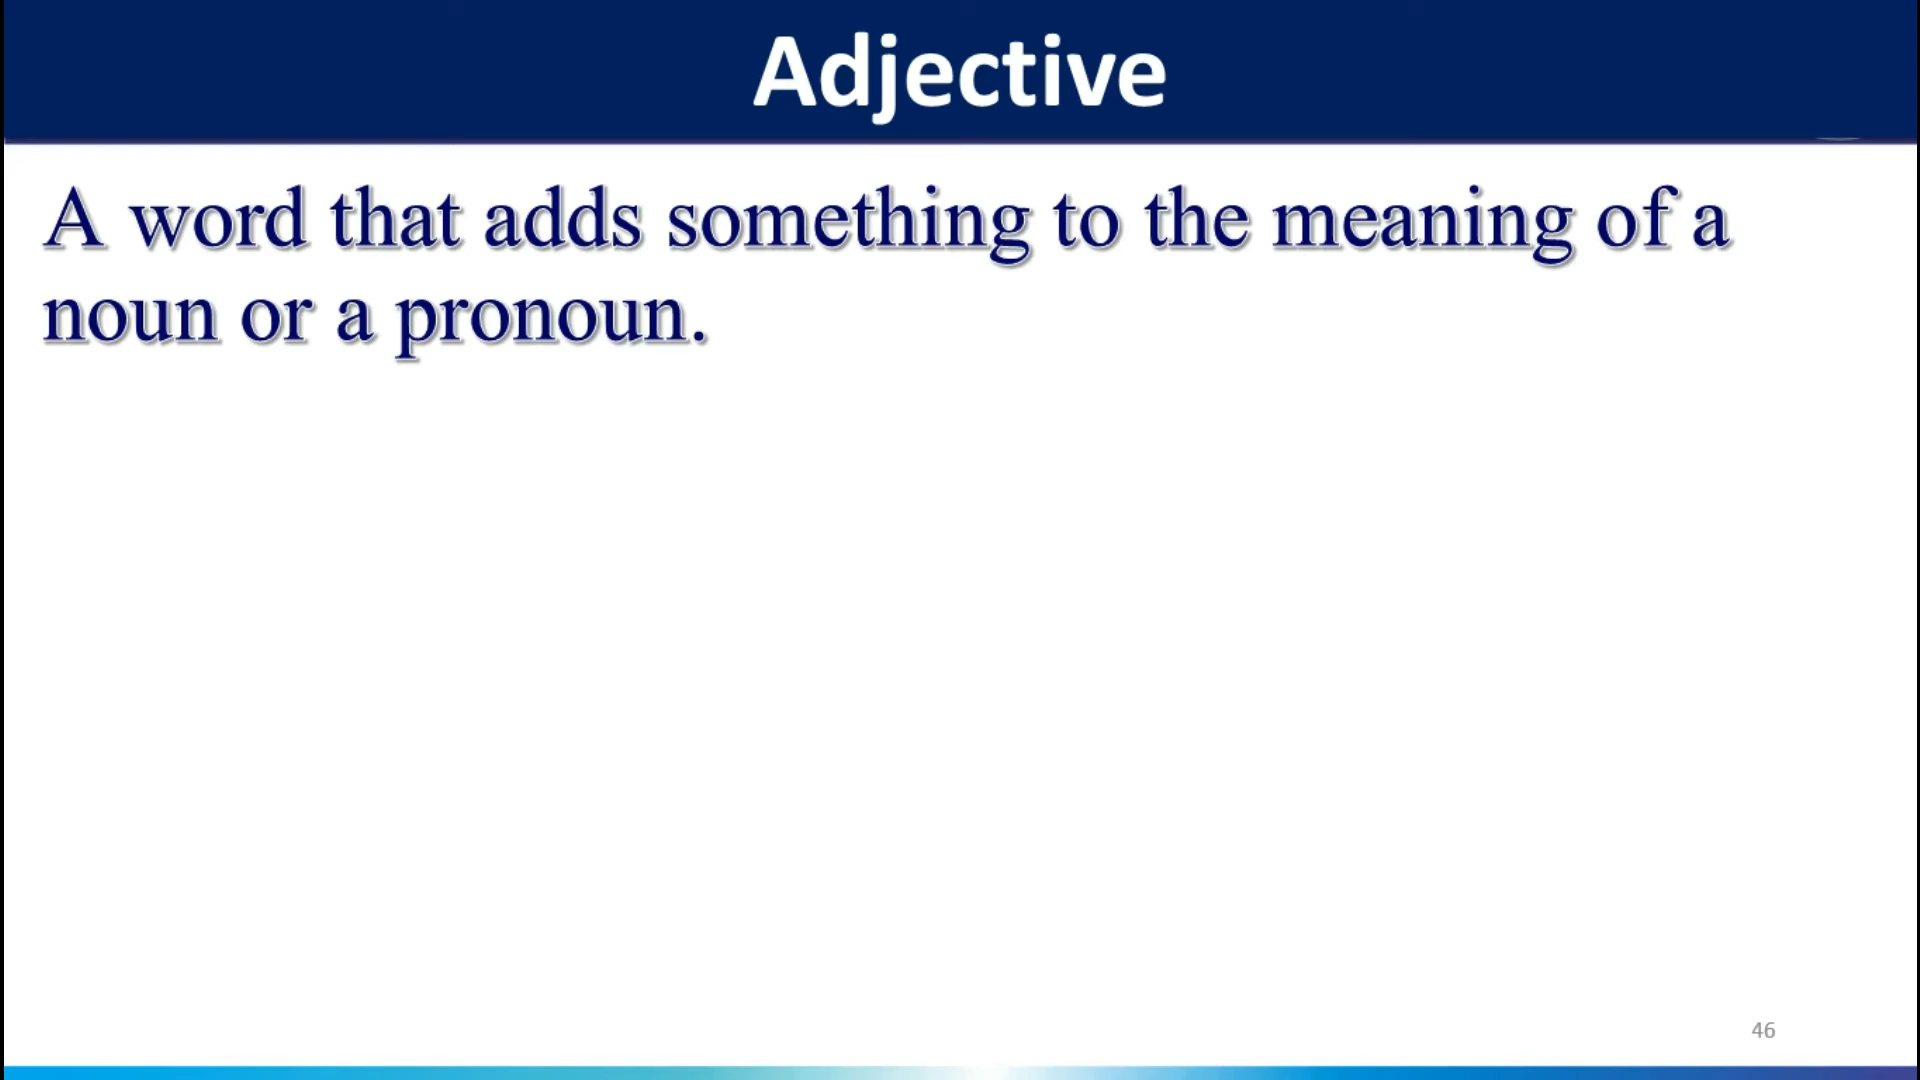 Adjective
A word that adds something to the meaning of a
noun or a pronoun.
46